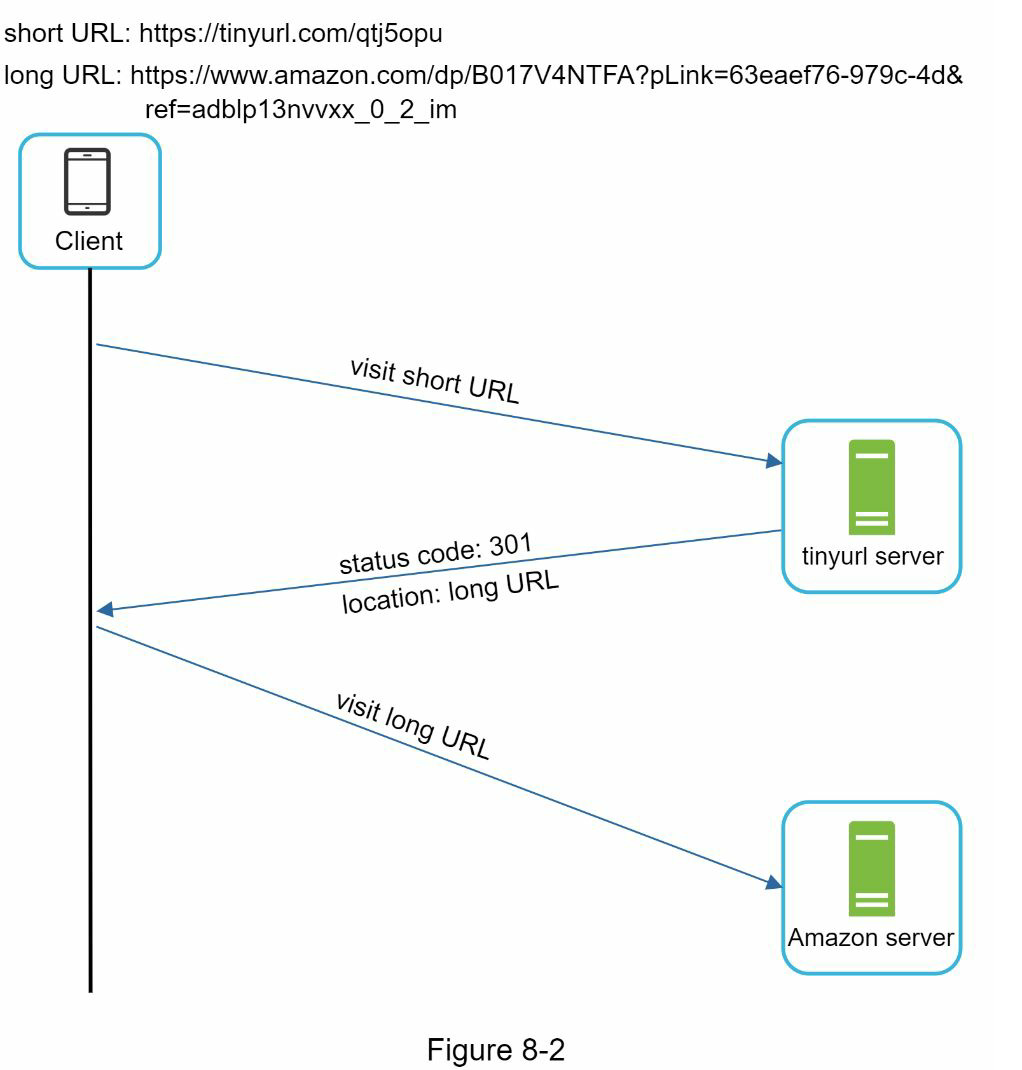 short URL: https://tinyurl.com/qtj5opu
long URL: https://www.amazon.com/dp/B017V4NTFA?pLink=63eaef76-979c-4d&
ref=adblp13nvvxx_0_2_im
Client
visit short URL
tinyurl server
status code: 301
location: long URL
visit long URL
Amazon server
Figure 8-2